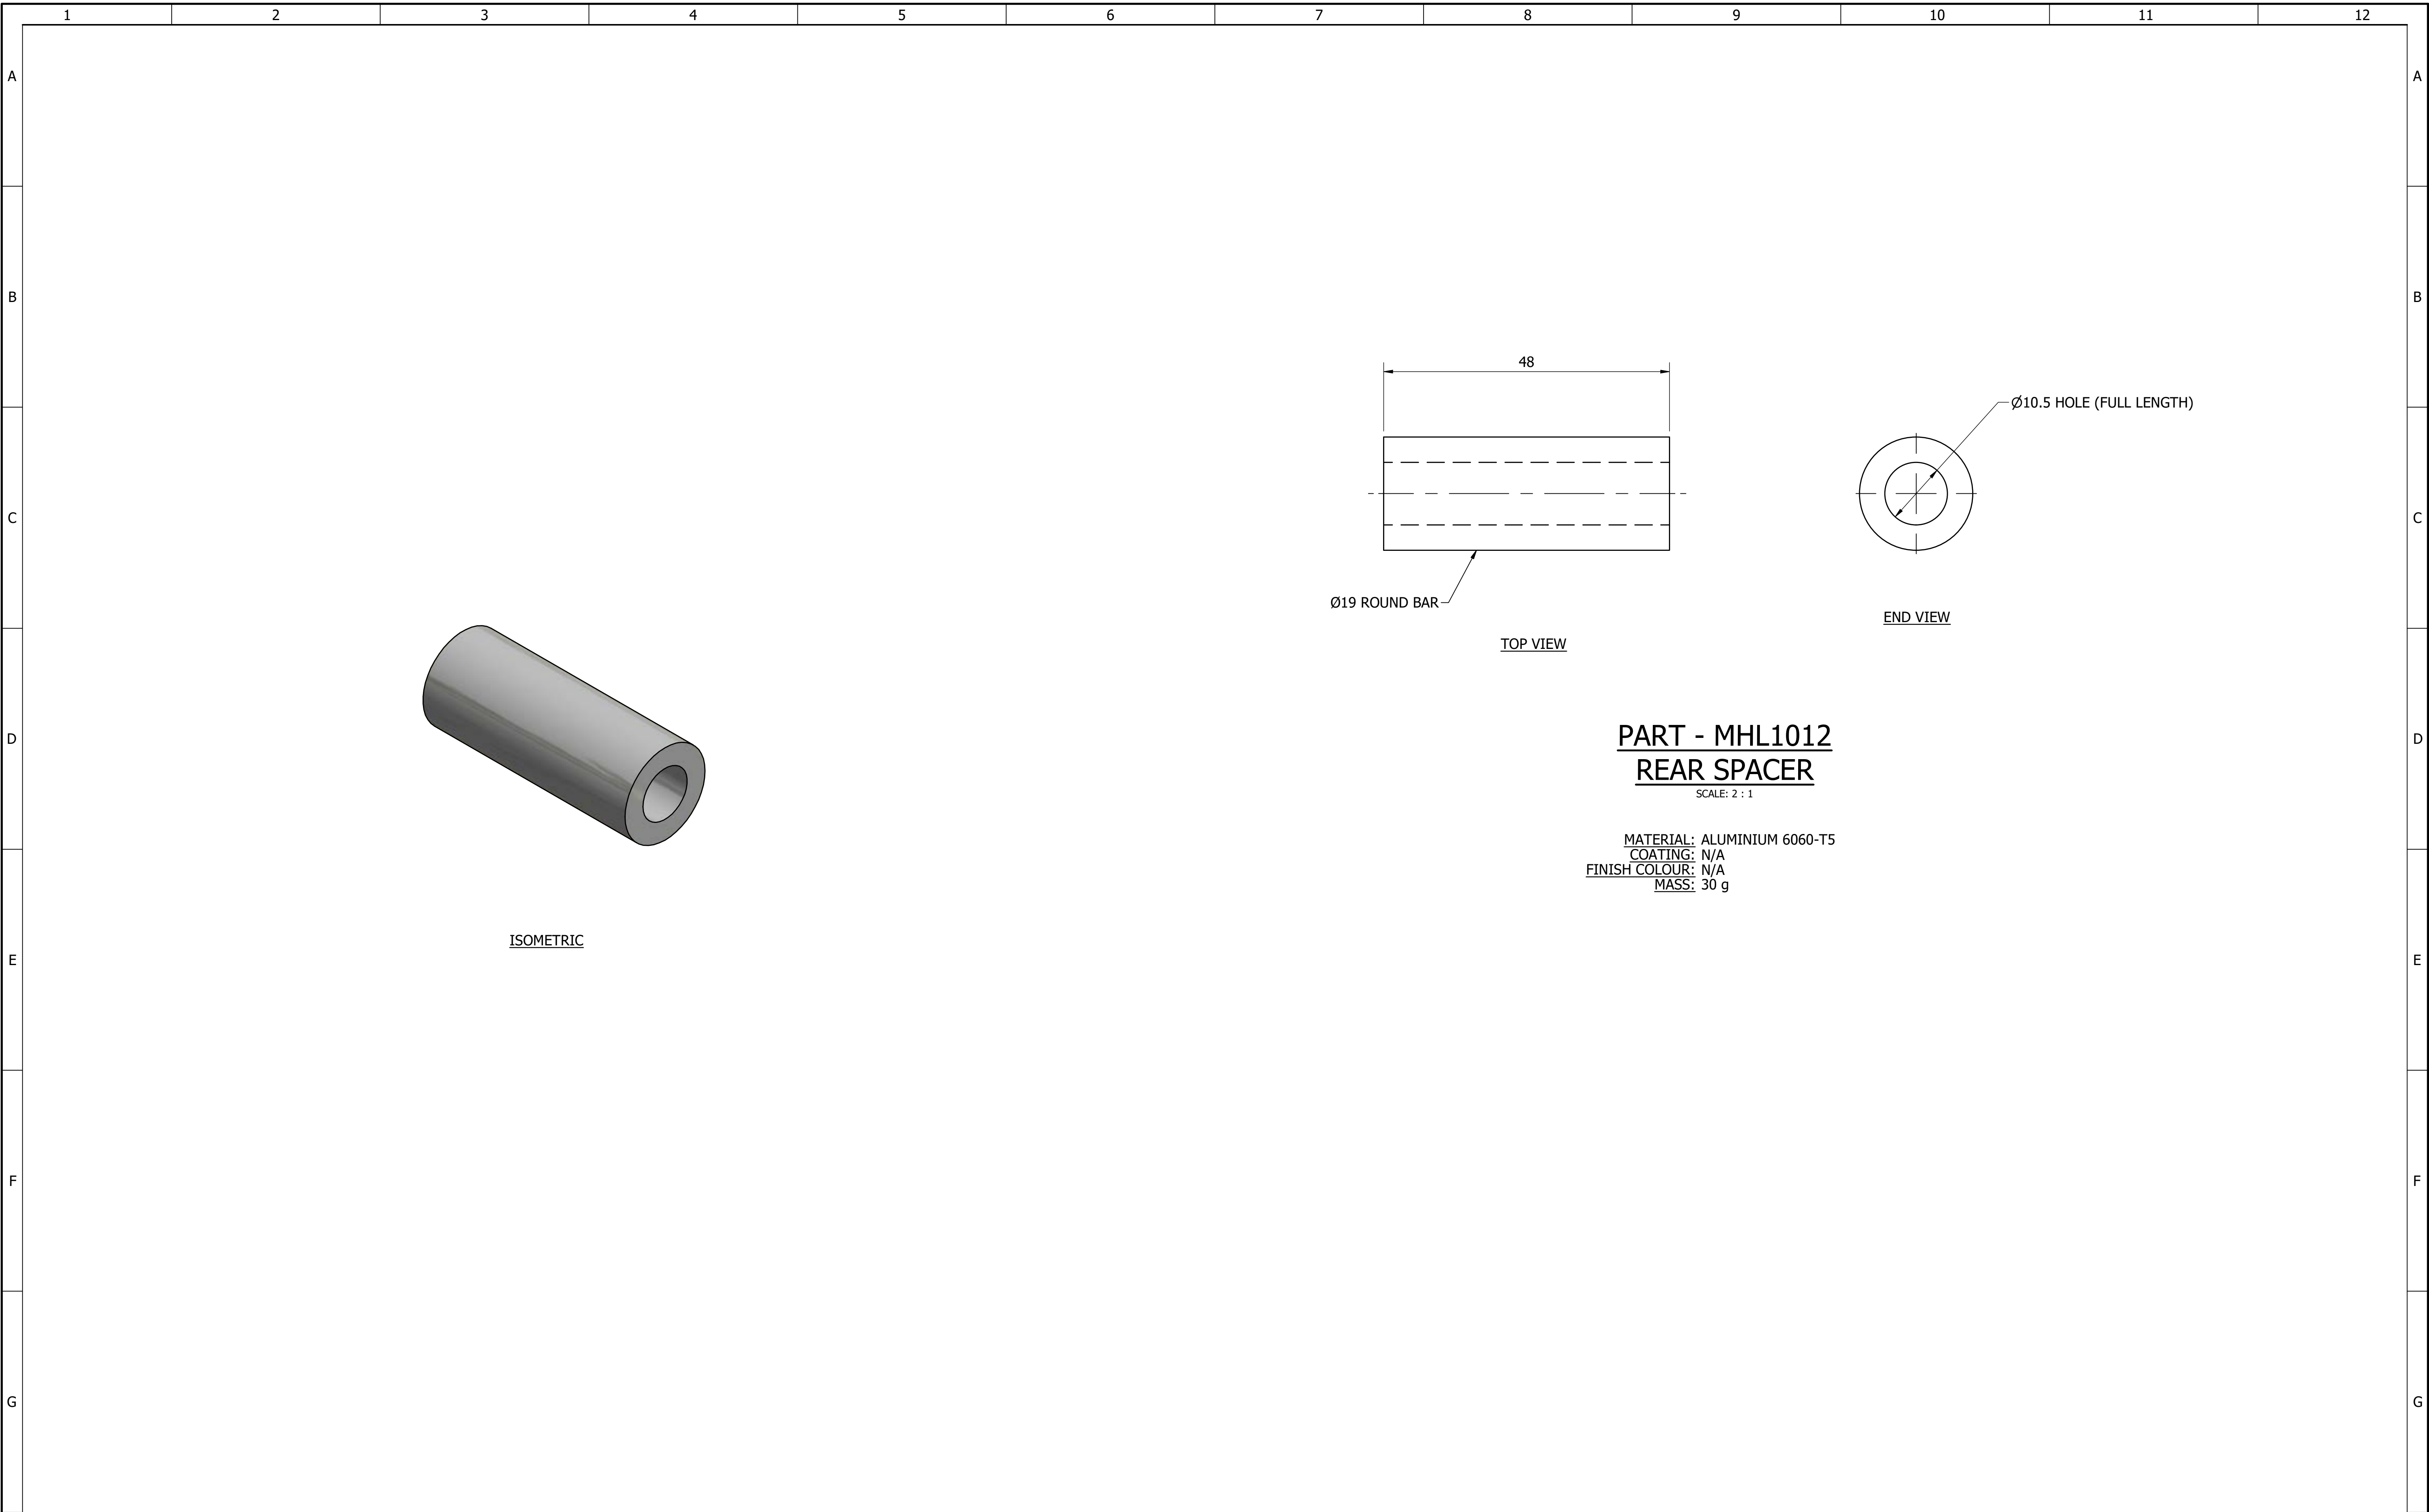 1 2 3 4 5 6 7 8 9 10 11 12
A A
B B
48
Ø10.5 HOLE (FULL LENGTH)
C C
Ø19 ROUND BAR
END VIEW
TOP VIEW
D D
PART - MHL1012
REAR SPACER
SCALE: 2 : 1
MATERIAL: ALUMINIUM 6060-T5
COATING: N/A
FINISH COLOUR: N/A
MASS: 30 g
ISOMETRIC
E E
F F
G G